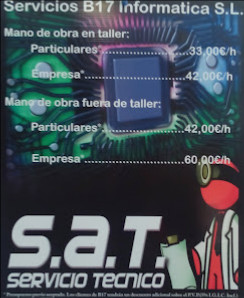 Servicios B17 Informatica S.L.
Mano de obra en taller:
Particulares*...................33,00€/h
Empresa*.......................42,00€/h
Mano de obra fuera de taller:
Particulares*...................42,00€/h
Empresa*.......................60,00€/h
S.a.T.
SERVICIO TECNICO